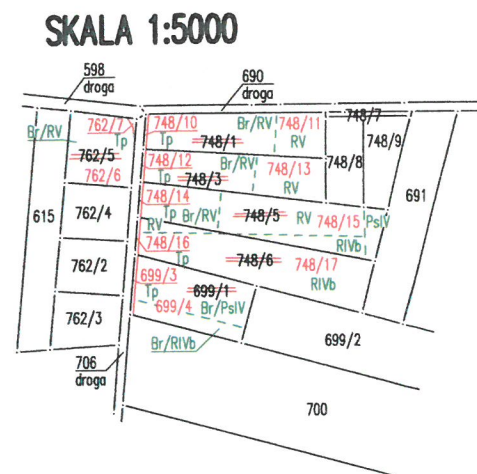 SKALA 1:5000
598
droga
690
droga
762/7
Tp
Br/RV
762/5
762/6
748/10
Tp
748/1
Br/RV
748/11
RV
748/7
748/8
748/9
748/12
Tp
748/3
Br/RV
748/13
RV
691
615
762/4
748/14
Tp
Br/RV
748/5
RV
748/15
PsIV
RV
RIVb
762/2
748/16
Tp
748/6
748/17
RIVb
699/3
Tp
699/1
699/4
Br/PsIV
762/3
Br/RIVb
699/2
706
droga
700